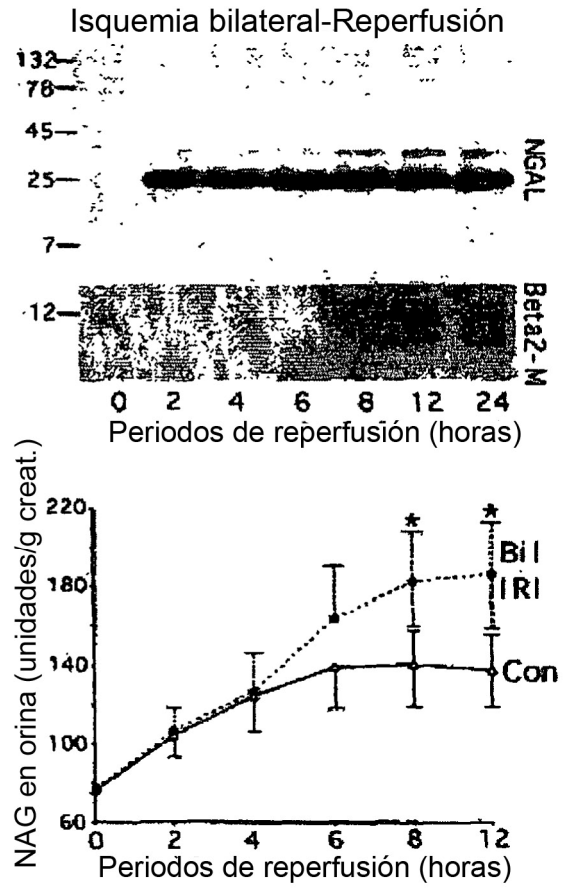 Isquemia bilateral-Reperfusión
132
78
45
25
7
NGAL
12
Beta2-M
0 2 4 6 8 12 24
Periodos de reperfusión (horas)
NAG en orina (unidades/g creat.)
220
180
140
100
60
* *
Bil
IRI
Con
0 2 4 6 8 12
Periodos de reperfusión (horas)